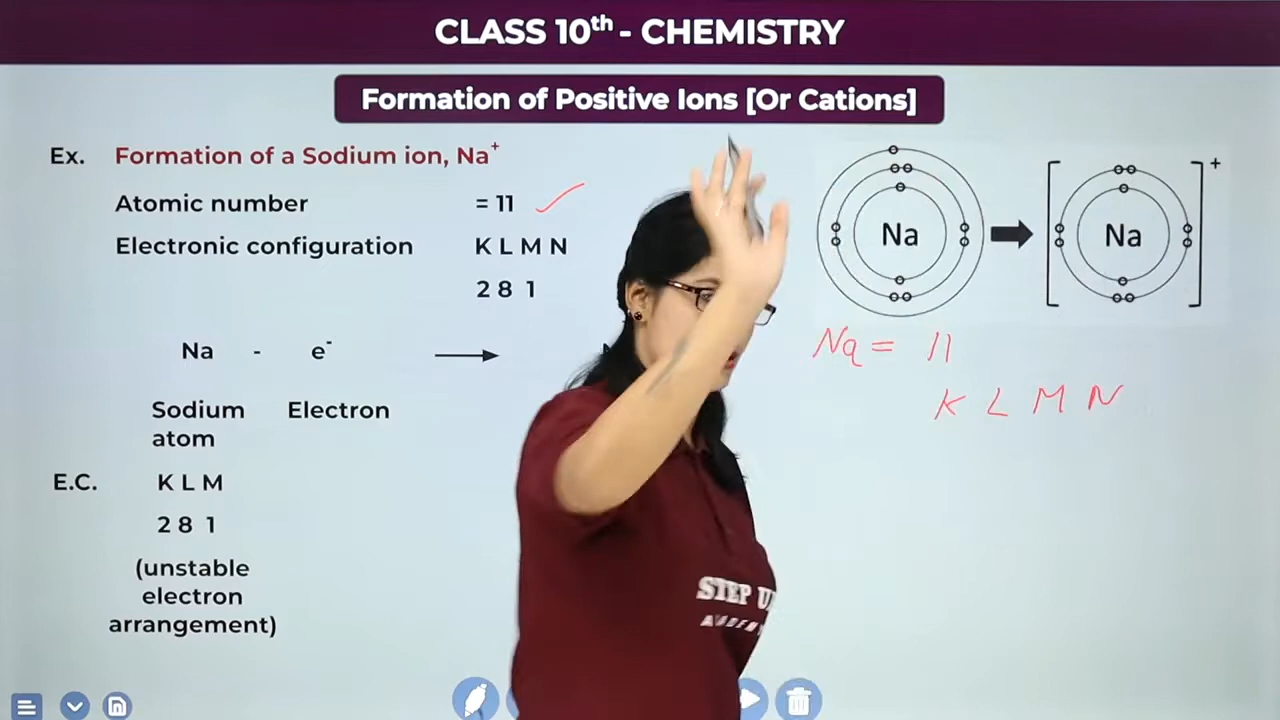 CLASS 10th - CHEMISTRY
Formation of Positive Ions [Or Cations]
Ex. Formation of a Sodium ion, Na+
Atomic number = 11
Electronic configuration K L M N
2 8 1
Na - e-
Sodium atom Electron
E.C. K L M
2 8 1
(unstable
electron
arrangement)
Na
Na
+
Na = 11
K L M N
STEP U